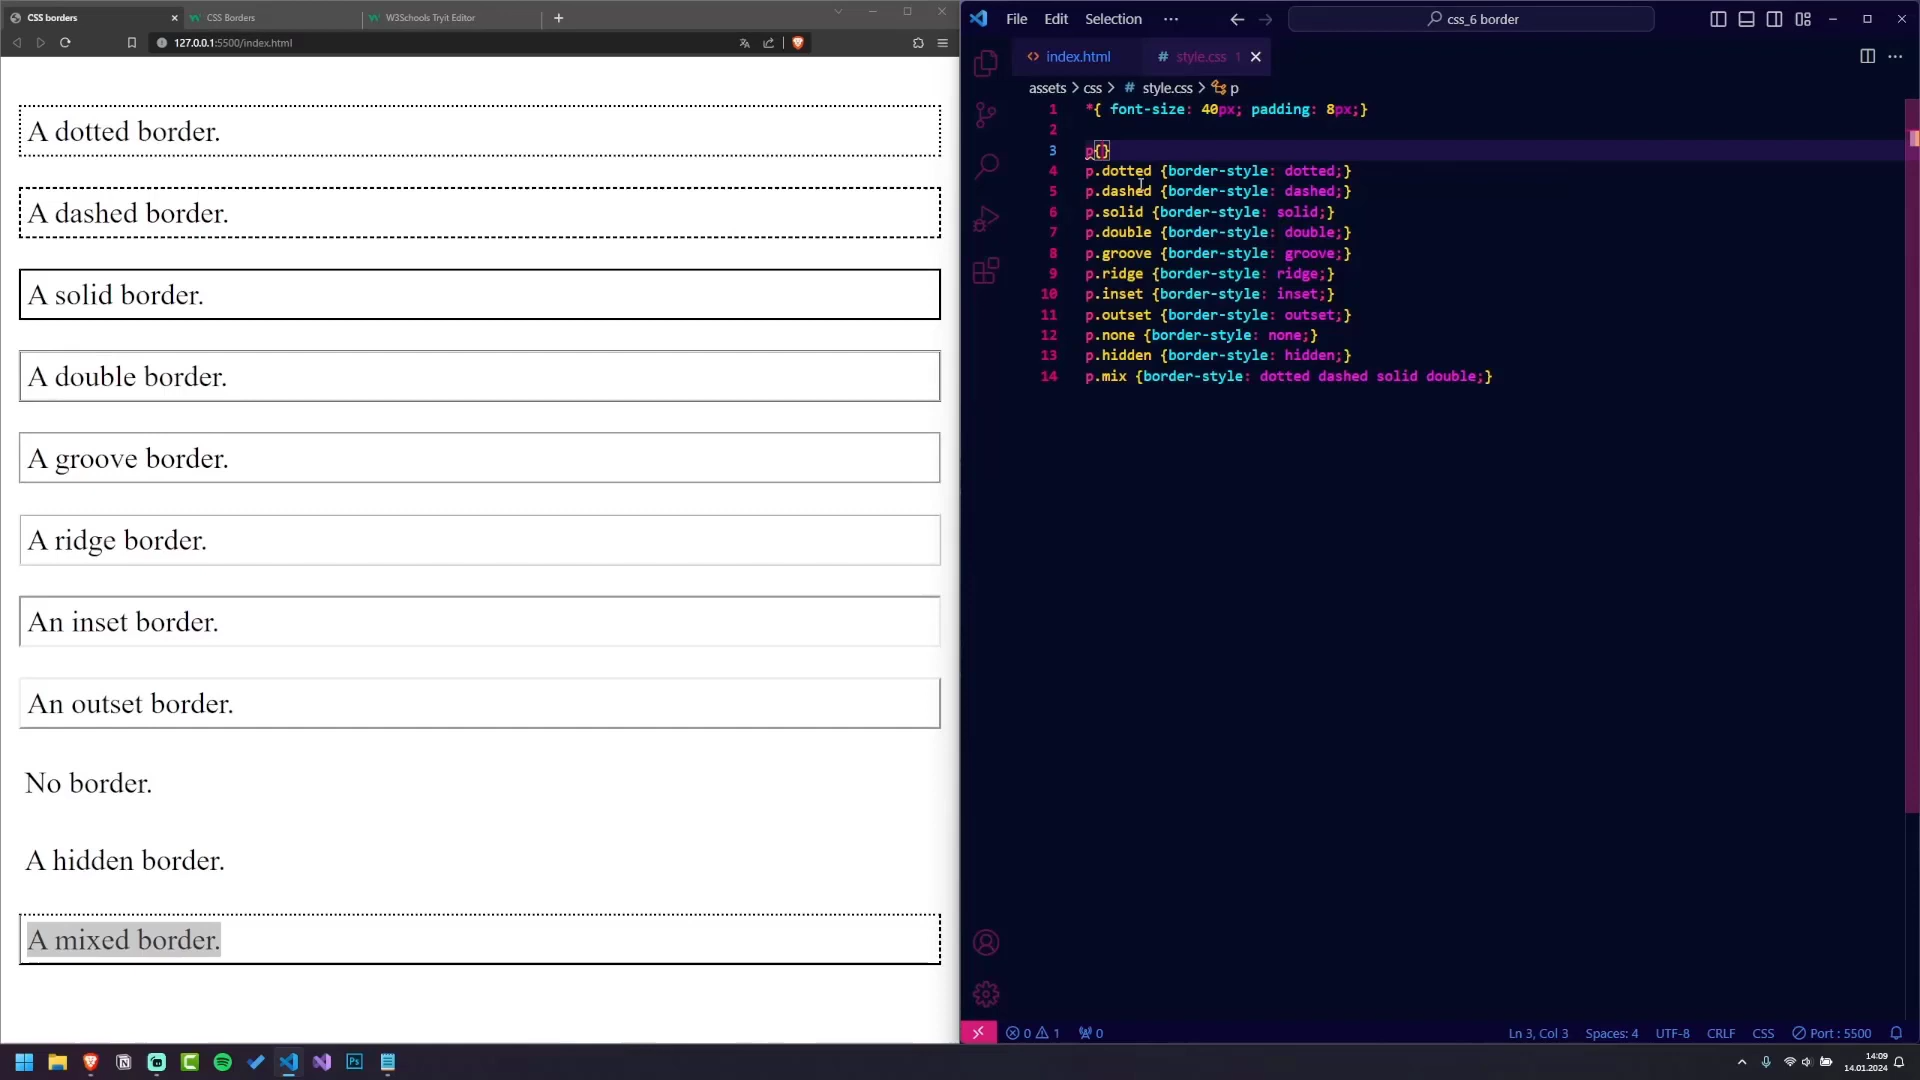 CSS borders
CSS Borders
W3Schools Tryit Editor
127.0.0.1:5500/index.html
A dotted border.
A dashed border.
A solid border.
A double border.
A groove border.
A ridge border.
An inset border.
An outset border.
No border.
A hidden border.
A mixed border.
File Edit Selection ···
css_6 border
<> index.html
# style.css 1
assets > css > # style.css > p
1 *{ font-size: 40px; padding: 8px;}
2
3 p{}
4 p.dotted {border-style: dotted;}
5 p.dashed {border-style: dashed;}
6 p.solid {border-style: solid;}
7 p.double {border-style: double;}
8 p.groove {border-style: groove;}
9 p.ridge {border-style: ridge;}
10 p.inset {border-style: inset;}
11 p.outset {border-style: outset;}
12 p.none {border-style: none;}
13 p.hidden {border-style: hidden;}
14 p.mix {border-style: dotted dashed solid double;}
0 1 0
Ln 3, Col 3 Spaces: 4 UTF-8 CRLF CSS Port : 5500
Ps
14:09
14.01.2024